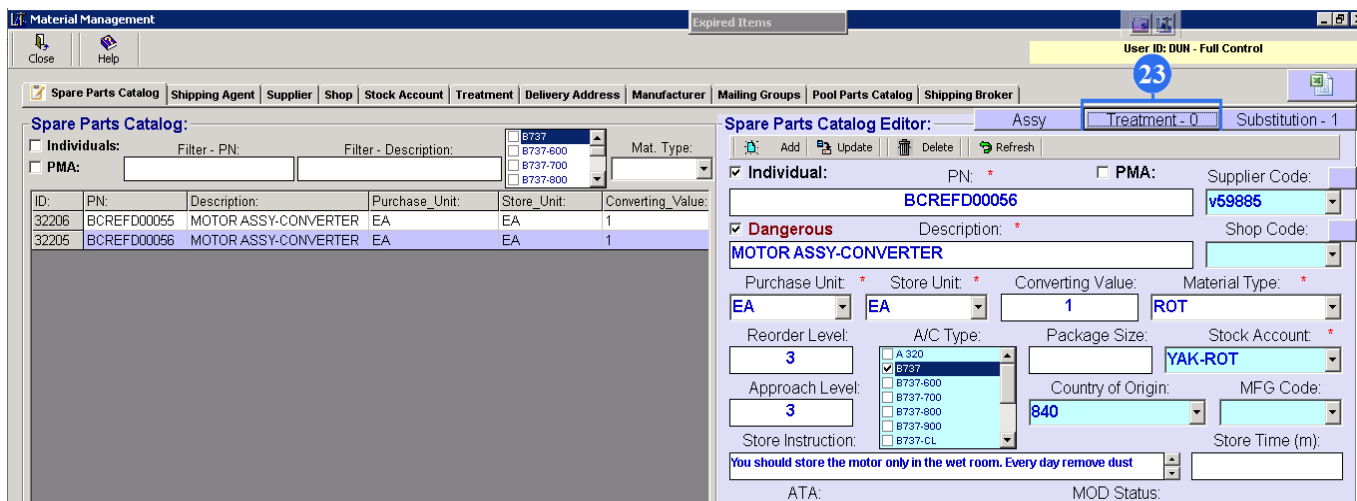 Material Management
Expired Items
Close
Help
User ID: DUN - Full Control
23
Spare Parts Catalog Shipping Agent Supplier Shop Stock Account Treatment Delivery Address Manufacturer Mailing Groups Pool Parts Catalog Shipping Broker
Spare Parts Catalog:
Individuals:
PMA:
Filter - PN:
Filter - Description:
B737
B737-600
B737-700
B737-800
Mat. Type:
ID: PN: Description: Purchase_Unit: Store_Unit: Converting_Value:
32206 BCREFD00055 MOTOR ASSY-CONVERTER EA EA 1
32205 BCREFD00056 MOTOR ASSY-CONVERTER EA EA 1
Spare Parts Catalog Editor:
Assy Treatment - 0 Substitution - 1
Add Update Delete Refresh
Individual: PN: * PMA: Supplier Code:
BCREFD00056 v59885
Dangerous Description: * Shop Code:
MOTOR ASSY-CONVERTER
Purchase Unit: * Store Unit: * Converting Value: Material Type: *
EA EA 1 ROT
Reorder Level: A/C Type: Package Size: Stock Account: *
3
A 320
B737
B737-600
B737-700
B737-800
B737-900
B737-CL
YAK-ROT
Approach Level: Country of Origin: MFG Code:
3 840
Store Instruction: Store Time (m):
You should store the motor only in the wet room. Every day remove dust
ATA: MOD Status: